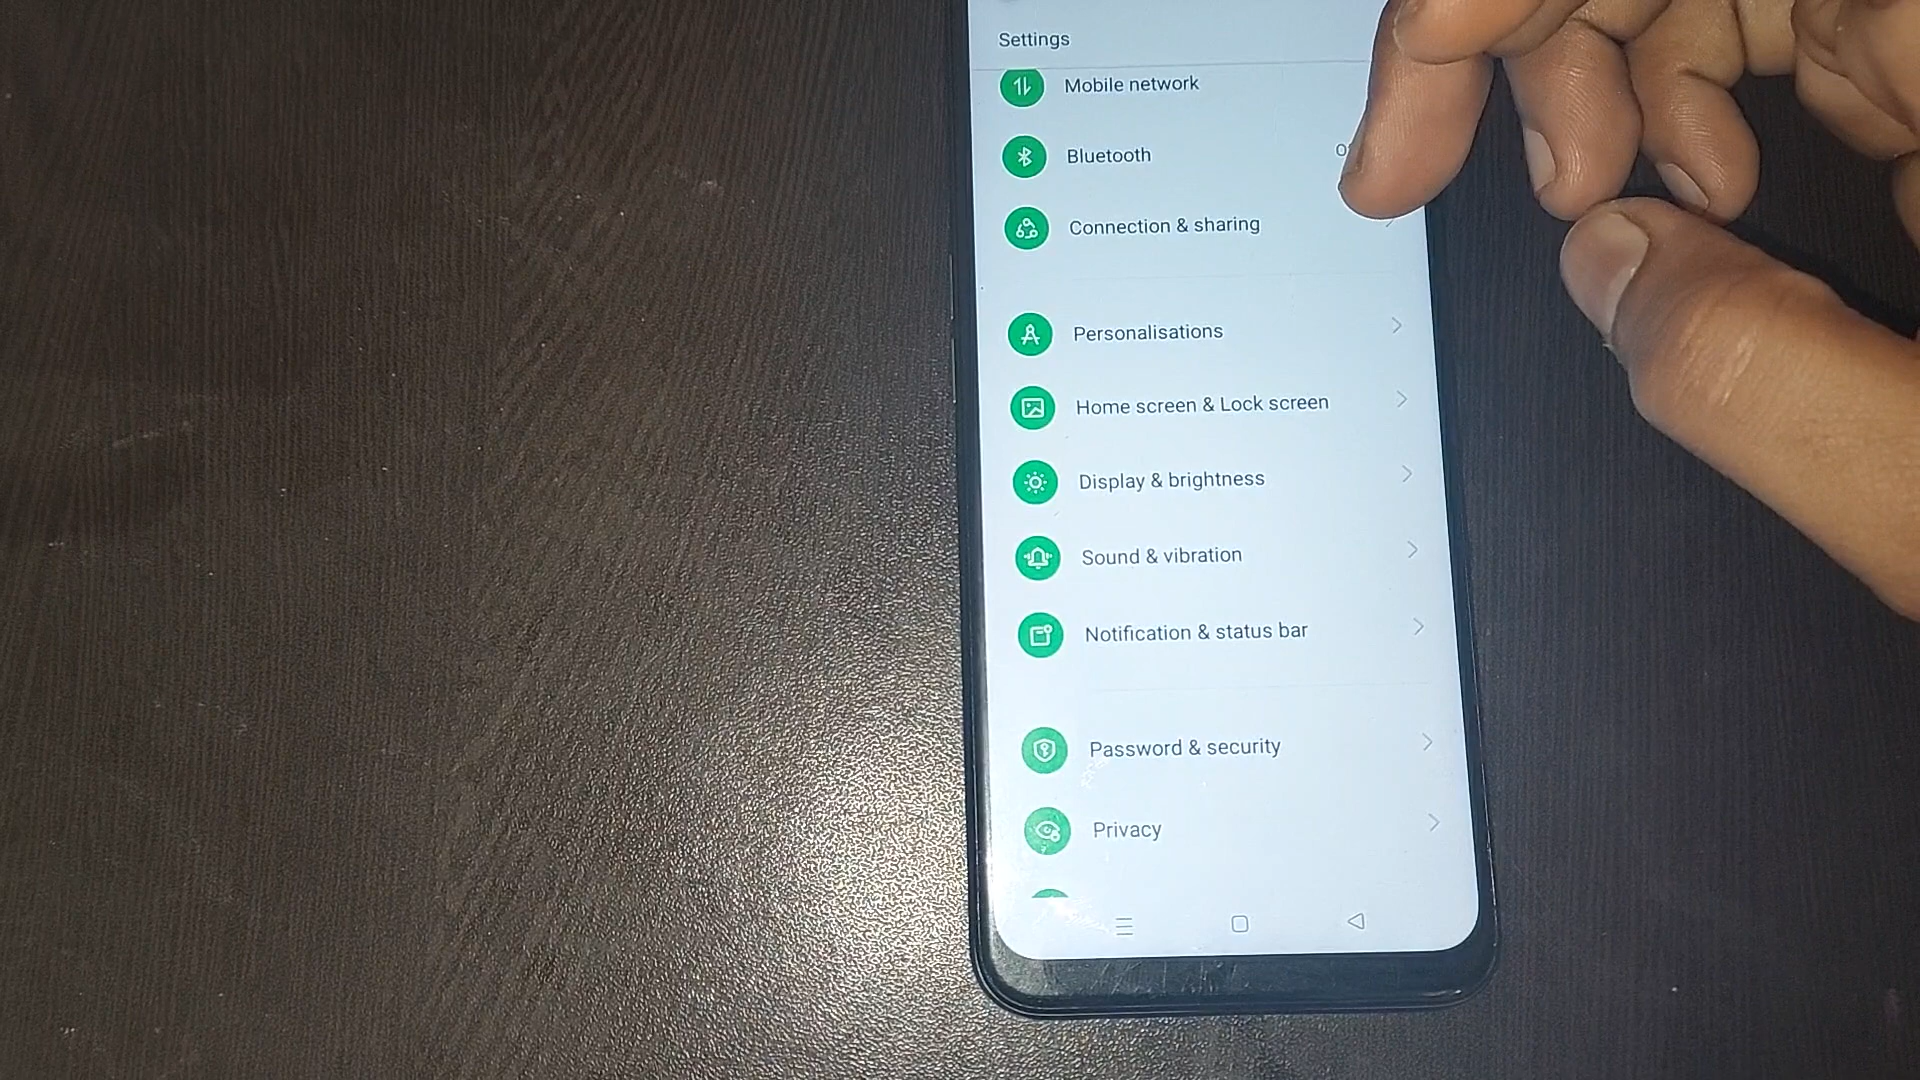 Settings
Mobile network
Bluetooth
Connection & sharing
Personalisations
Home screen & Lock screen
Display & brightness
Sound & vibration
Notification & status bar
Password & security
Privacy